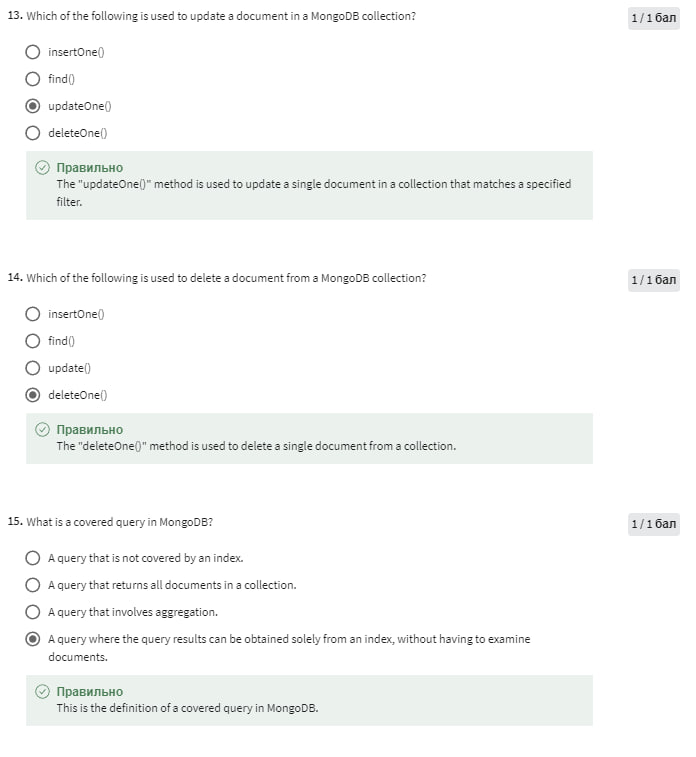 13. Which of the following is used to update a document in a MongoDB collection?
1 / 1 бал
insertOne()
find()
updateOne()
deleteOne()
Правильно
The "updateOne()" method is used to update a single document in a collection that matches a specified
filter.
14. Which of the following is used to delete a document from a MongoDB collection?
1 / 1 бал
insertOne()
find()
update()
deleteOne()
Правильно
The "deleteOne()" method is used to delete a single document from a collection.
15. What is a covered query in MongoDB?
1 / 1 бал
A query that is not covered by an index.
A query that returns all documents in a collection.
A query that involves aggregation.
A query where the query results can be obtained solely from an index, without having to examine
documents.
Правильно
This is the definition of a covered query in MongoDB.